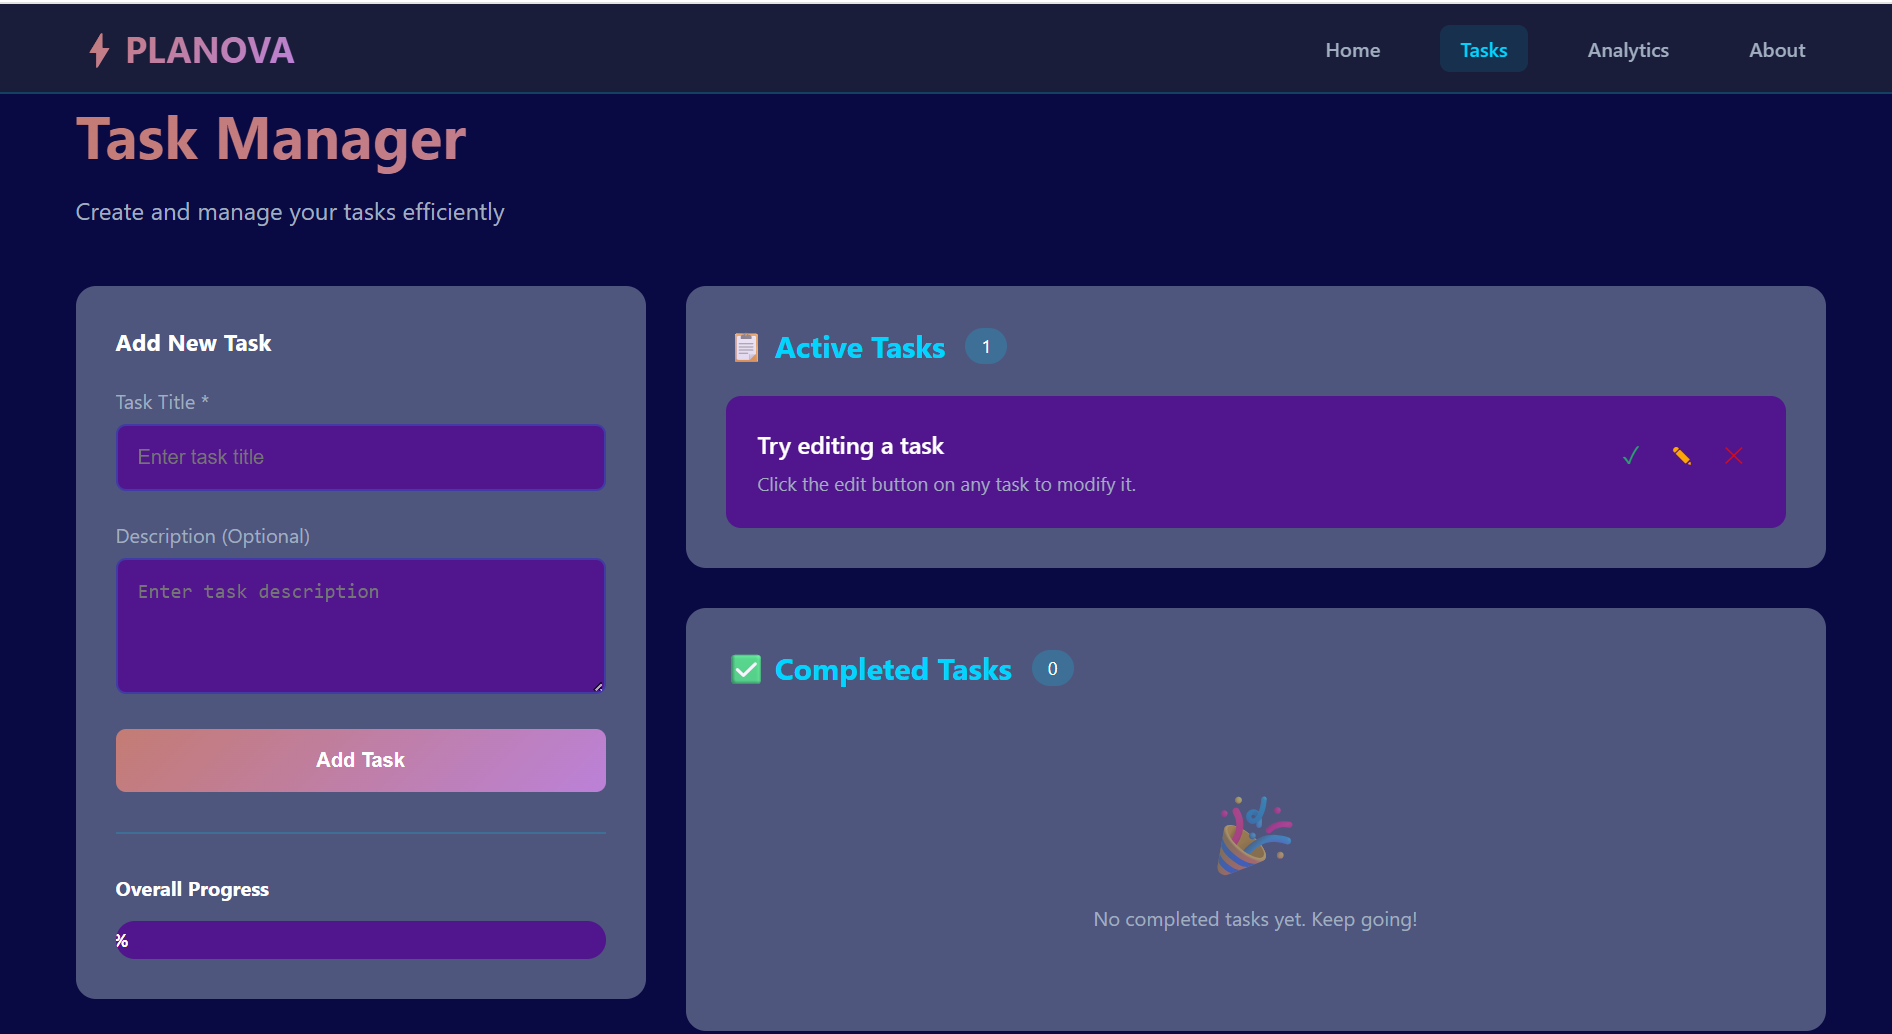 PLANOVA
Home
Tasks
Analytics
About
Task Manager
Create and manage your tasks efficiently
Add New Task
Task Title *
Enter task title
Description (Optional)
Enter task description
Add Task
Overall Progress
%
Active Tasks 1
Try editing a task
Click the edit button on any task to modify it.
Completed Tasks 0
No completed tasks yet. Keep going!